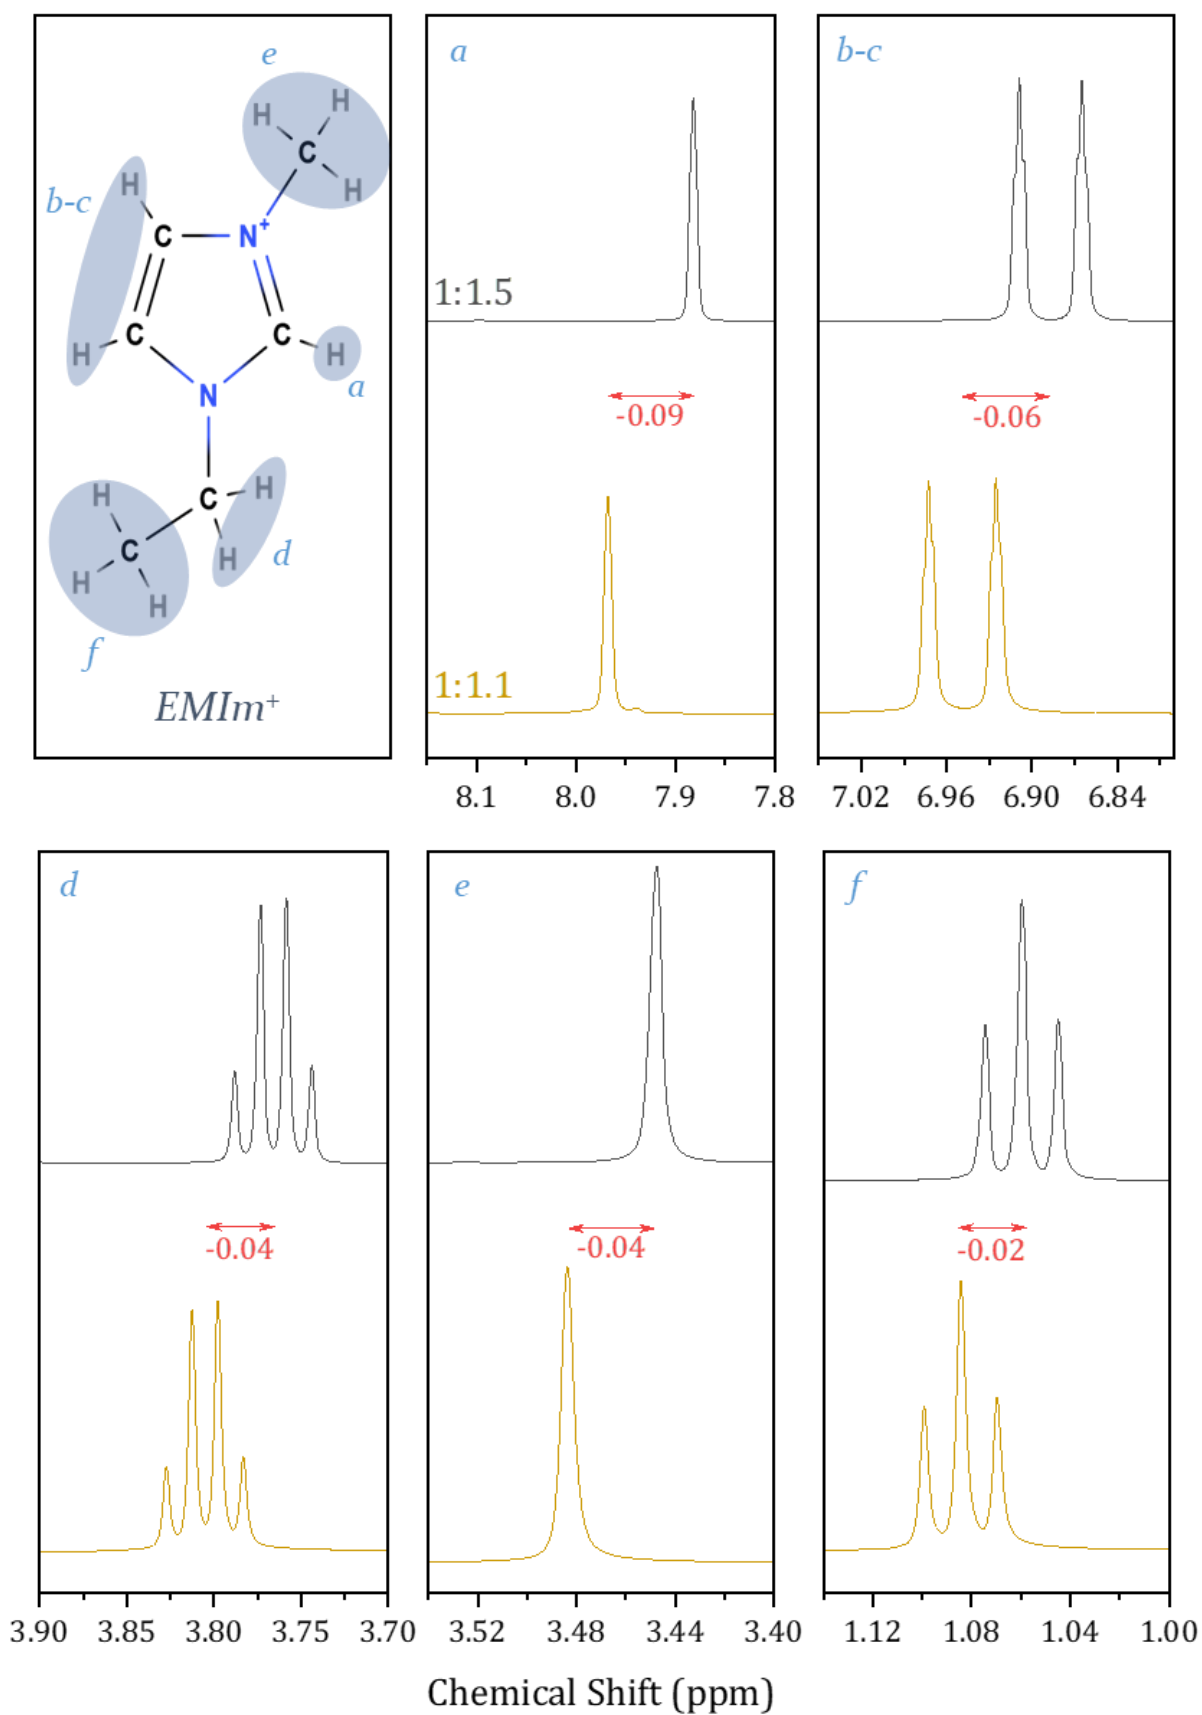 e
H
H
C
H
b-c
H
C
N+
C
C
H
H
a
N
H
C
H
C
H
H
H
d
f
EMIm+
a
1:1.5
-0.09
1:1.1
8.1 8.0 7.9 7.8
b-c
-0.06
7.02 6.96 6.90 6.84
d
-0.04
3.90 3.85 3.80 3.75 3.70
e
-0.04
3.52 3.48 3.44 3.40
f
-0.02
1.12 1.08 1.04 1.00
Chemical Shift (ppm)